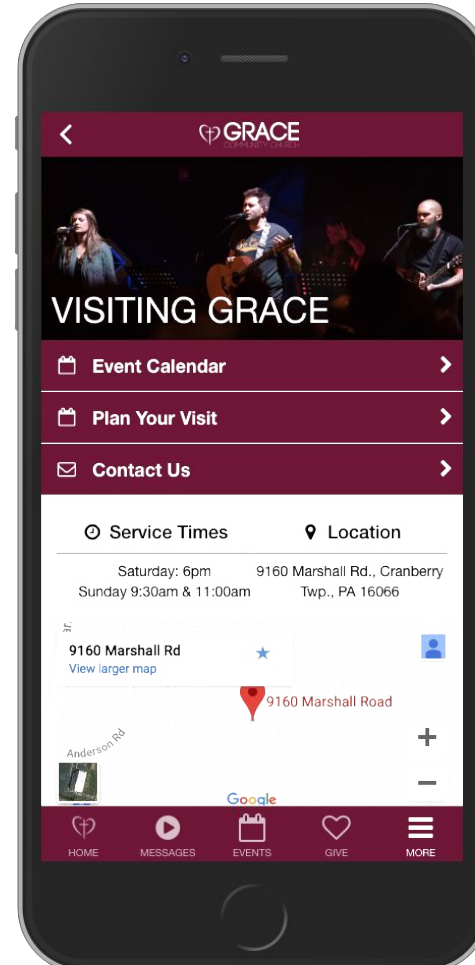 GRACE
COMMUNITY CHURCH
VISITING GRACE
Event Calendar
Plan Your Visit
Contact Us
Service Times
Saturday: 6pm
Sunday 9:30am & 11:00am
Location
9160 Marshall Rd., Cranberry
Twp., PA 16066
9160 Marshall Rd
View larger map
9160 Marshall Road
Anderson Rd
Google
HOME
MESSAGES
EVENTS
GIVE
MORE